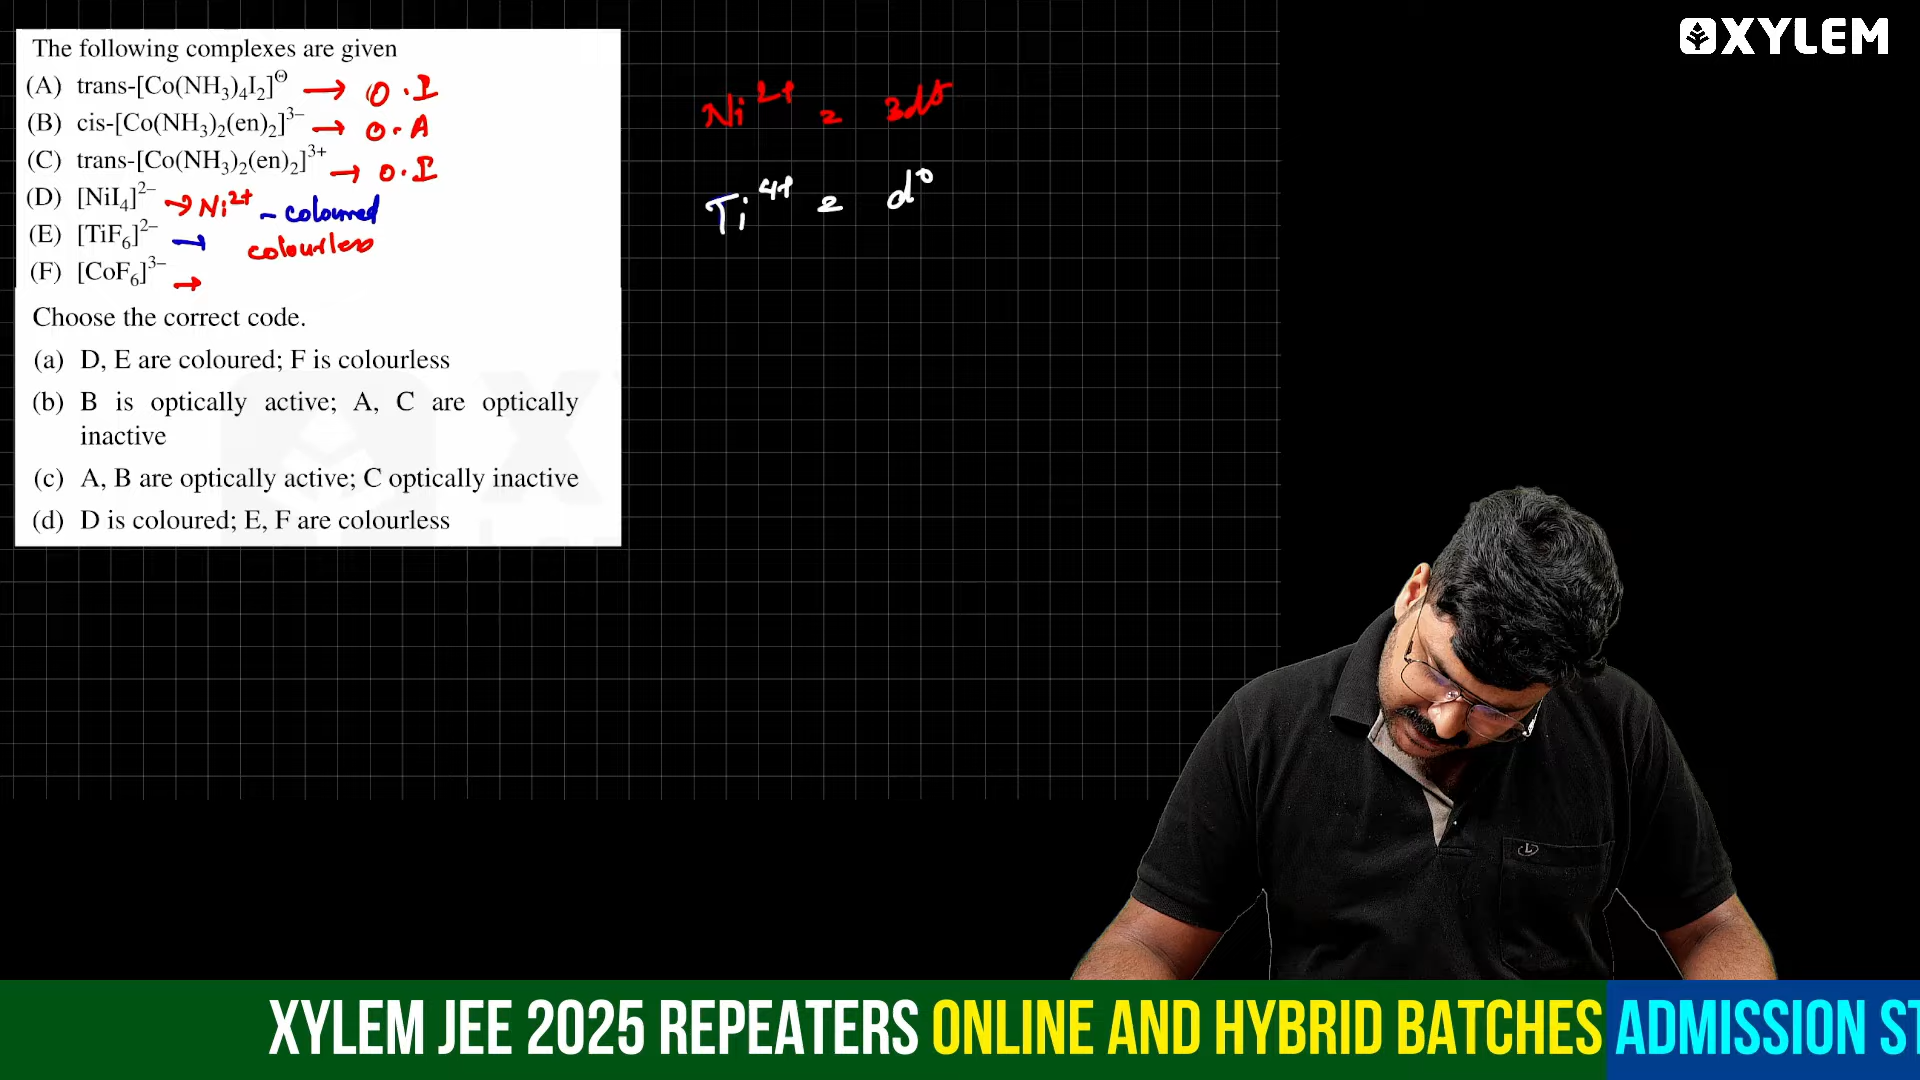 XYLEM
The following complexes are given
(A) trans-[Co(NH₃)₄I₂]^Θ → O.I
(B) cis-[Co(NH₃)₂(en)₂]³⁻ → O.A
(C) trans-[Co(NH₃)₂(en)₂]³⁺ → O.I
(D) [NiI₄]²⁻ → Ni²⁺ - coloured
(E) [TiF₆]²⁻ → colourless
(F) [CoF₆]³⁻ →
Choose the correct code.
(a) D, E are coloured; F is colourless
(b) B is optically active; A, C are optically
inactive
(c) A, B are optically active; C optically inactive
(d) D is coloured; E, F are colourless
Ni²⁺ = 3d⁸
Ti⁴⁺ = d⁰
XYLEM JEE 2025 REPEATERS ONLINE AND HYBRID BATCHES ADMISSION ST